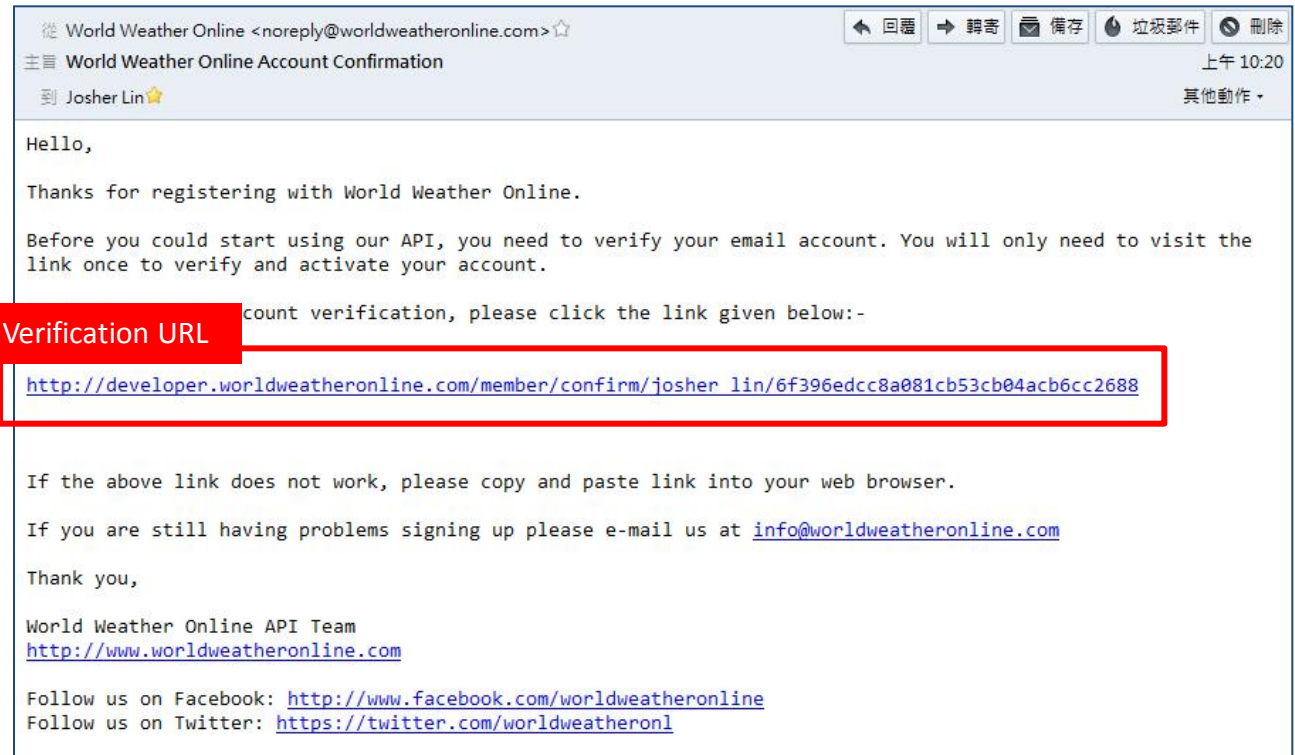 從 World Weather Online <noreply@worldweatheronline.com> 回覆 轉寄 備存 垃圾郵件 刪除
主旨 World Weather Online Account Confirmation 上午 10:20
到 Josher Lin 其他動作
Hello,
Thanks for registering with World Weather Online.
Before you could start using our API, you need to verify your email account. You will only need to visit the
link once to verify and activate your account.
count verification, please click the link given below:-
Verification URL
http://developer.worldweatheronline.com/member/confirm/josher_lin/6f396edcc8a081cb53cb04acb6cc2688
If the above link does not work, please copy and paste link into your web browser.
If you are still having problems signing up please e-mail us at info@worldweatheronline.com
Thank you,
World Weather Online API Team
http://www.worldweatheronline.com
Follow us on Facebook: http://www.facebook.com/worldweatheronline
Follow us on Twitter: https://twitter.com/worldweatheronl